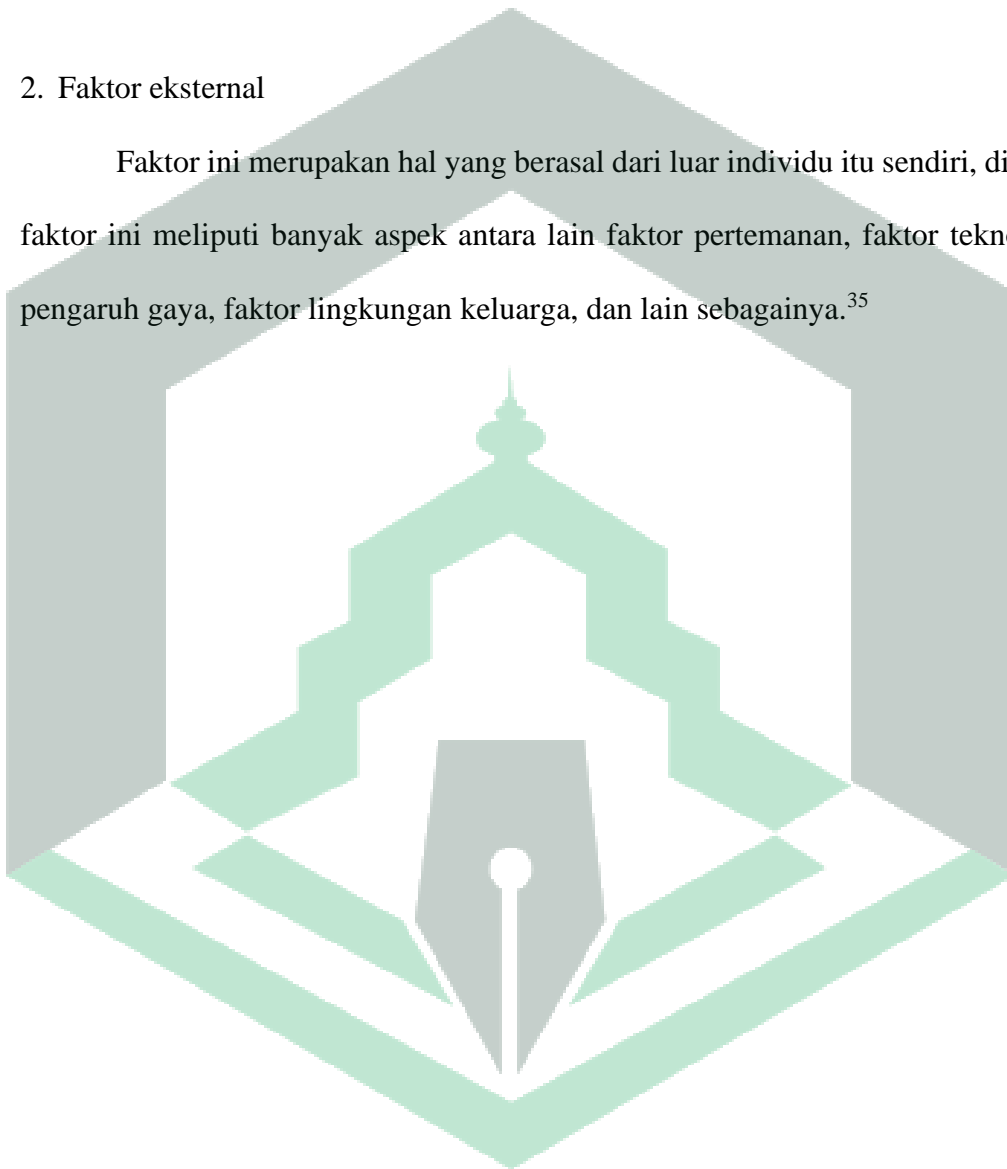 2. Faktor eksternal
Faktor ini merupakan hal yang berasal dari luar individu itu sendiri,
faktor ini meliputi banyak aspek antara lain faktor pertemanan, faktor
pengaruh gaya, faktor lingkungan keluarga, dan lain sebagainya.35